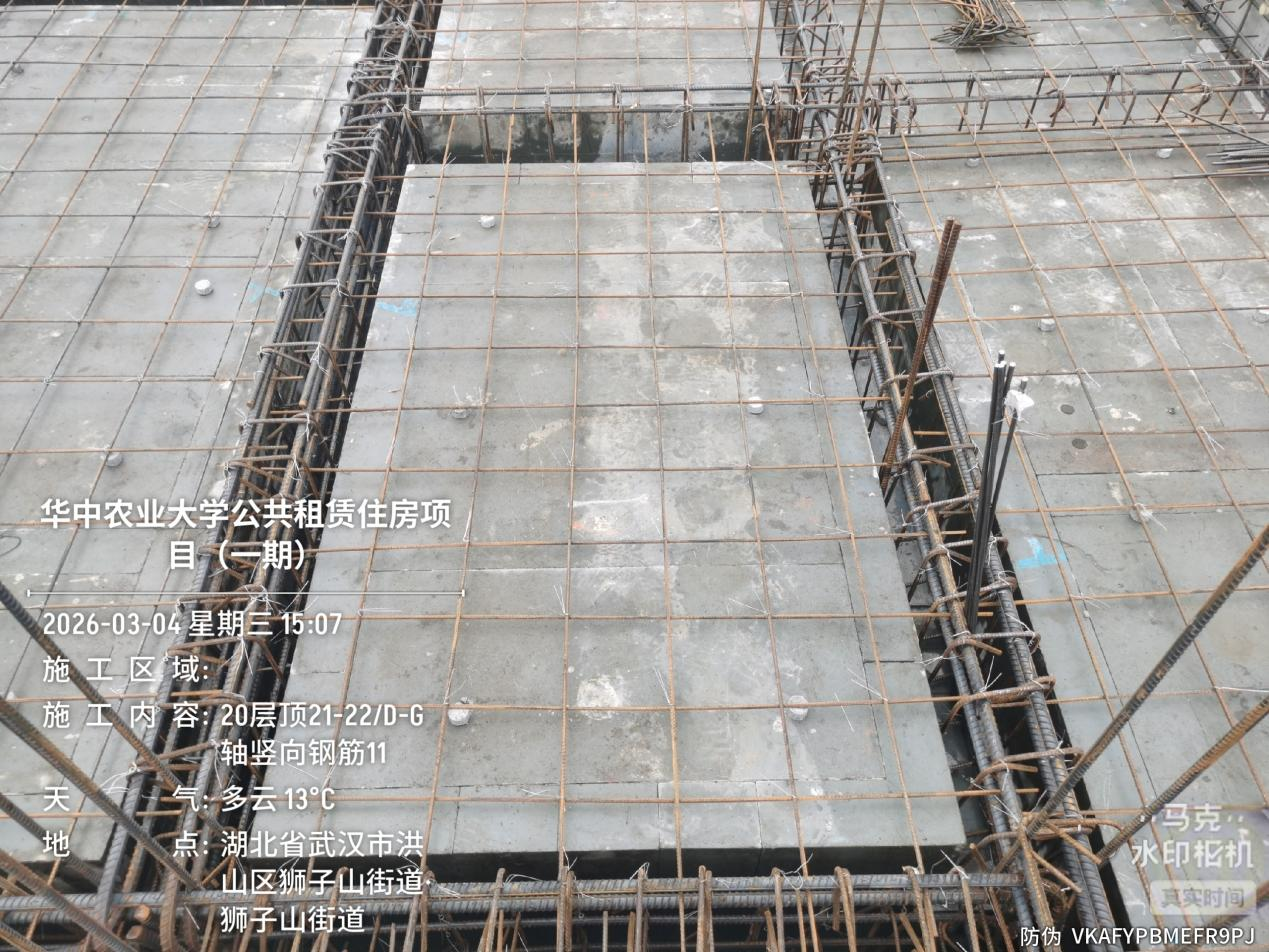 华中农业大学公共租赁住房项
目（一期）
2026-03-04 星期三 15:07
施工区域:
施工内容: 20层顶21-22/D-G
轴竖向钢筋11
天气: 多云 13°C
地点: 湖北省武汉市洪
山区狮子山街道·
狮子山街道
马克
水印相机
真实时间
防伪 VKAFYPBMEFR9PJ